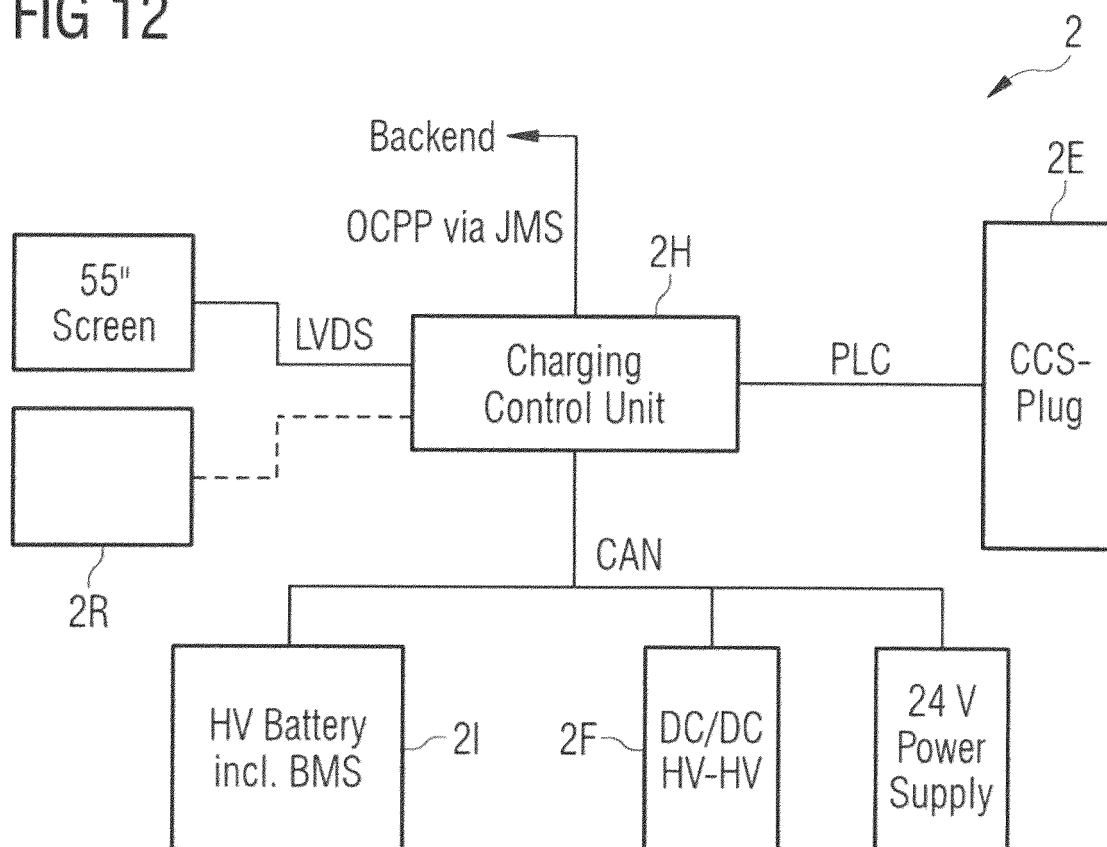 FIG 12
2
Backend
2E
OCPP via JMS
2H
55"
Screen
LVDS
Charging
Control Unit
PLC
CCS-
Plug
CAN
2R
HV Battery
incl. BMS
2I
2F
DC/DC
HV-HV
24 V
Power
Supply